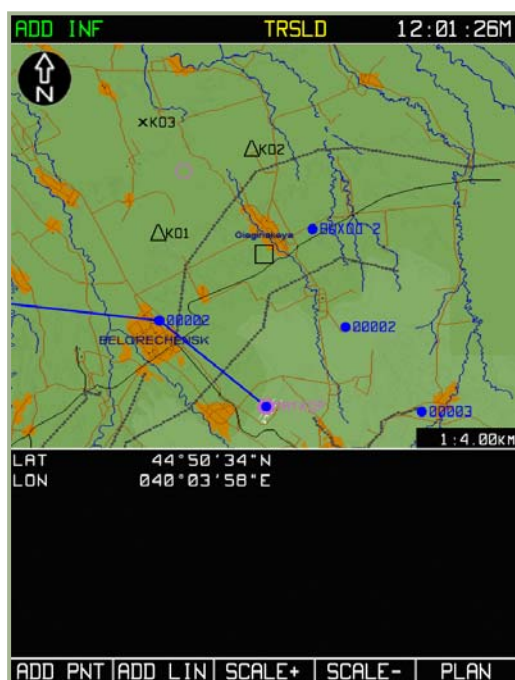 ADD INF TRSLD 12:01:26M
N
×K03
K02
K01
Giaginskaya
00002
BELORECHENSK
00002
00003
1:4.00KM
LAT 44°50'34"N
LON 040°03'58"E
ADD PNT ADD LIN SCALE+ SCALE- PLAN